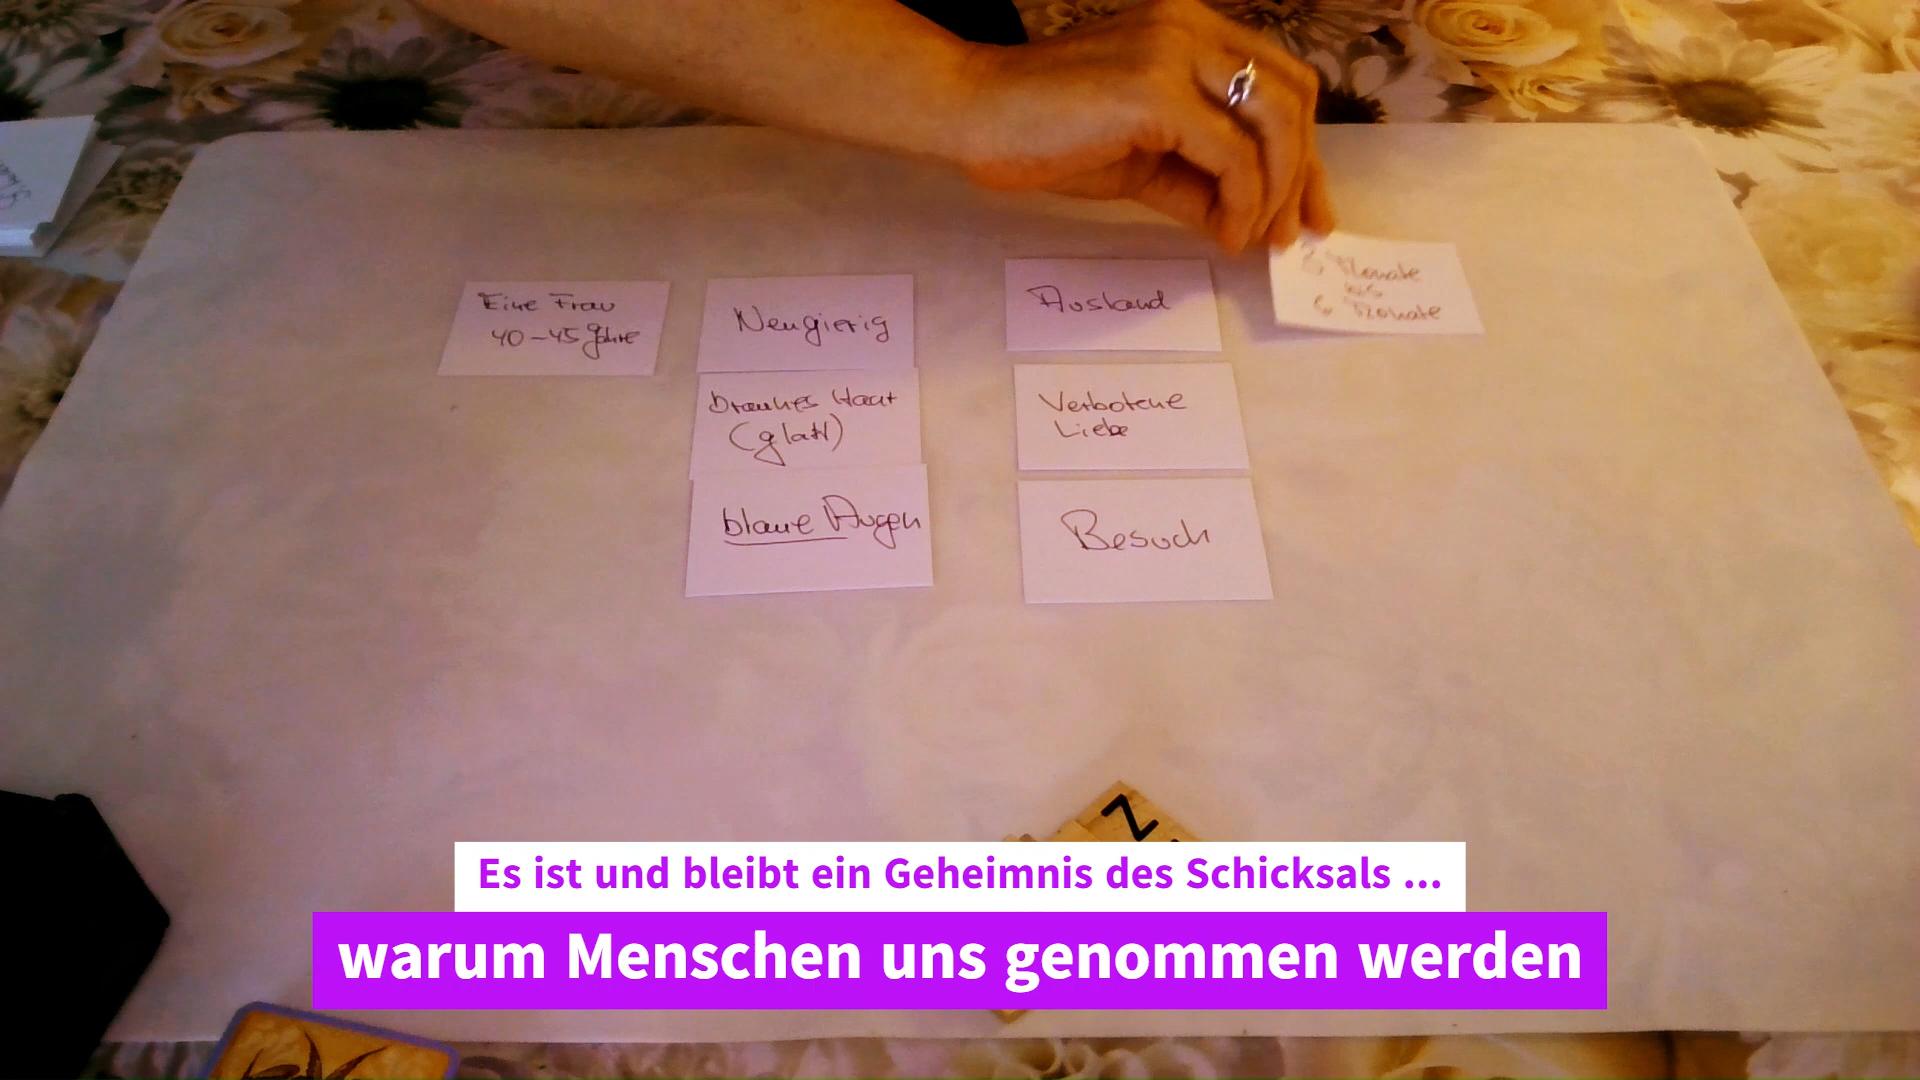 Eine Frau
40-45 Jahre
Neugierig
Braunes Haar
(glatt)
blaue Augen
Ausland
Verbotene
Liebe
Besuch
Monate
bis
6 Monate
Z
Es ist und bleibt ein Geheimnis des Schicksals ...
warum Menschen uns genommen werden